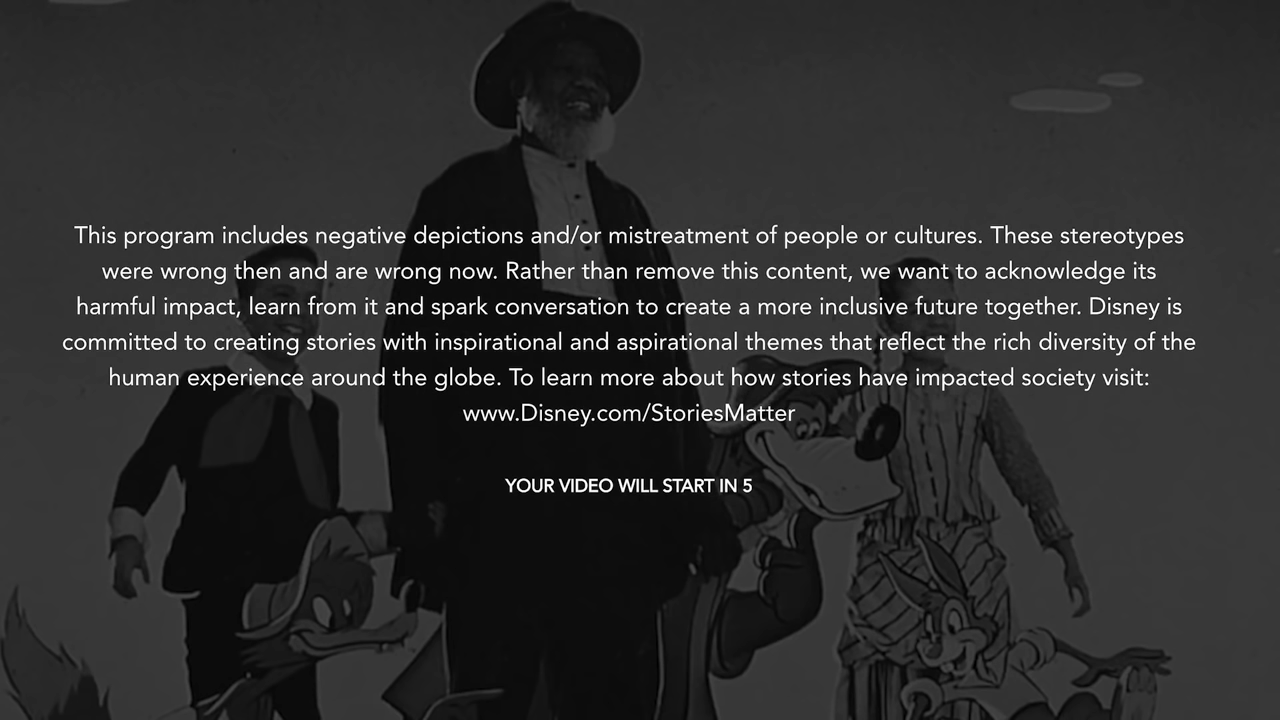 This program includes negative depictions and/or mistreatment of people or cultures. These stereotypes
were wrong then and are wrong now. Rather than remove this content, we want to acknowledge its
harmful impact, learn from it and spark conversation to create a more inclusive future together. Disney is
committed to creating stories with inspirational and aspirational themes that reflect the rich diversity of the
human experience around the globe. To learn more about how stories have impacted society visit:
www.Disney.com/StoriesMatter
YOUR VIDEO WILL START IN 5